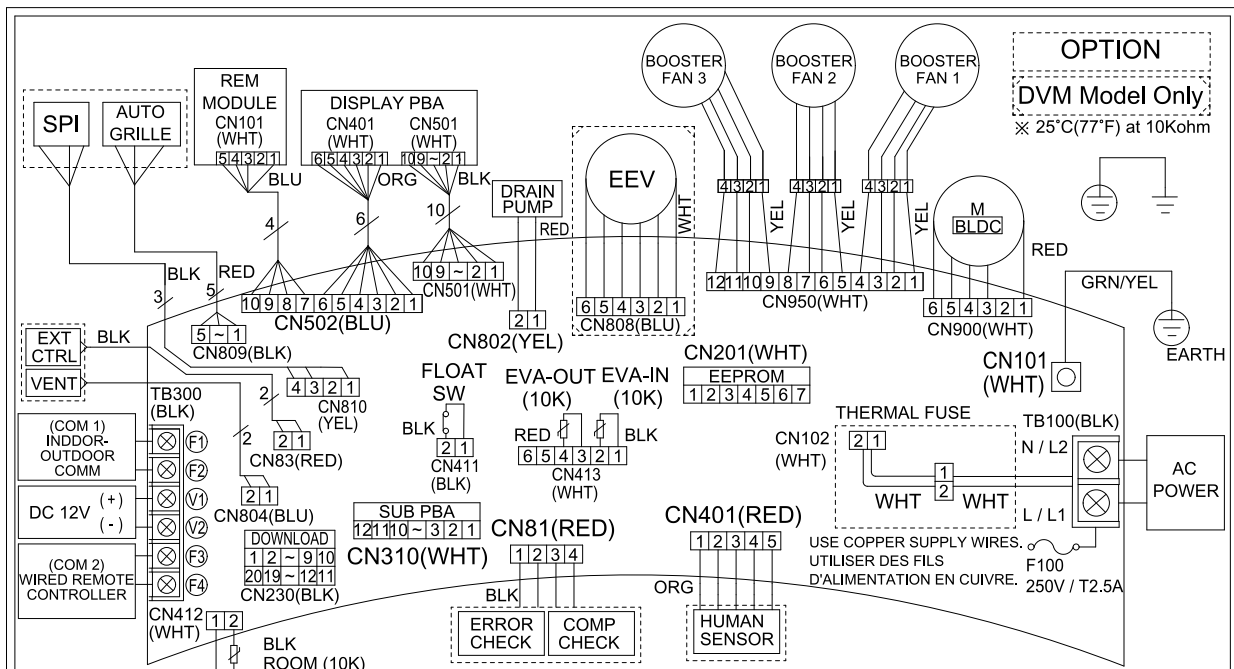 BOOSTER
FAN 3
BOOSTER
FAN 2
BOOSTER
FAN 1
OPTION
DVM Model Only
※ 25˚C(77˚F) at 10Kohm
SPI
AUTO
GRILLE
REM
MODULE
CN101
(WHT)
5 4 3 2 1
BLU
DISPLAY PBA
CN401
(WHT)
6 5 4 3 2 1
ORG
CN501
(WHT)
10 9 ~ 2 1
BLK
DRAIN
PUMP
RED
EEV
WHT
4 3 2 1
YEL
4 3 2 1
YEL
4 3 2 1
YEL
M
BLDC
RED
4
6
10
BLK
3
RED
5
10 9 8 7 6 5 4 3 2 1
CN502(BLU)
10 9 ~ 2 1
CN501(WHT)
2 1
CN802(YEL)
6 5 4 3 2 1
CN808(BLU)
12 11 10 9 8 7 6 5 4 3 2 1
CN950(WHT)
6 5 4 3 2 1
CN900(WHT)
GRN/YEL
EARTH
CN101
(WHT)
EXT
CTRL
BLK
VENT
5 ~ 1
CN809(BLK)
4 3 2 1
CN810
(YEL)
2
2 1
CN83(RED)
2
2 1
CN804(BLU)
TB300
(BLK)
(COM 1)
INDDOR-
OUTDOOR
COMM
F1
F2
DC 12V
(+)
(-)
V1
V2
(COM 2)
WIRED REMOTE
CONTROLLER
F3
F4
FLOAT
SW
BLK
2 1
CN411
(BLK)
EVA-OUT
(10K)
EVA-IN
(10K)
RED
BLK
6 5 4 3 2 1
CN413
(WHT)
CN201(WHT)
EEPROM
1 2 3 4 5 6 7
THERMAL FUSE
CN102
(WHT)
2 1
1
2
WHT
WHT
TB100(BLK)
N / L2
L / L1
AC
POWER
USE COPPER SUPPLY WIRES.
UTILISER DES FILS
D'ALIMENTATION EN CUIVRE.
F100
250V / T2.5A
SUB PBA
12 11 10 ~ 3 2 1
CN310(WHT)
DOWNLOAD
1 2 ~ 9 10
20 19 ~ 12 11
CN230(BLK)
CN81(RED)
1 2 3 4
BLK
ERROR
CHECK
COMP
CHECK
CN401(RED)
1 2 3 4 5
ORG
HUMAN
SENSOR
CN412
(WHT)
1 2
BLK
ROOM (10K)